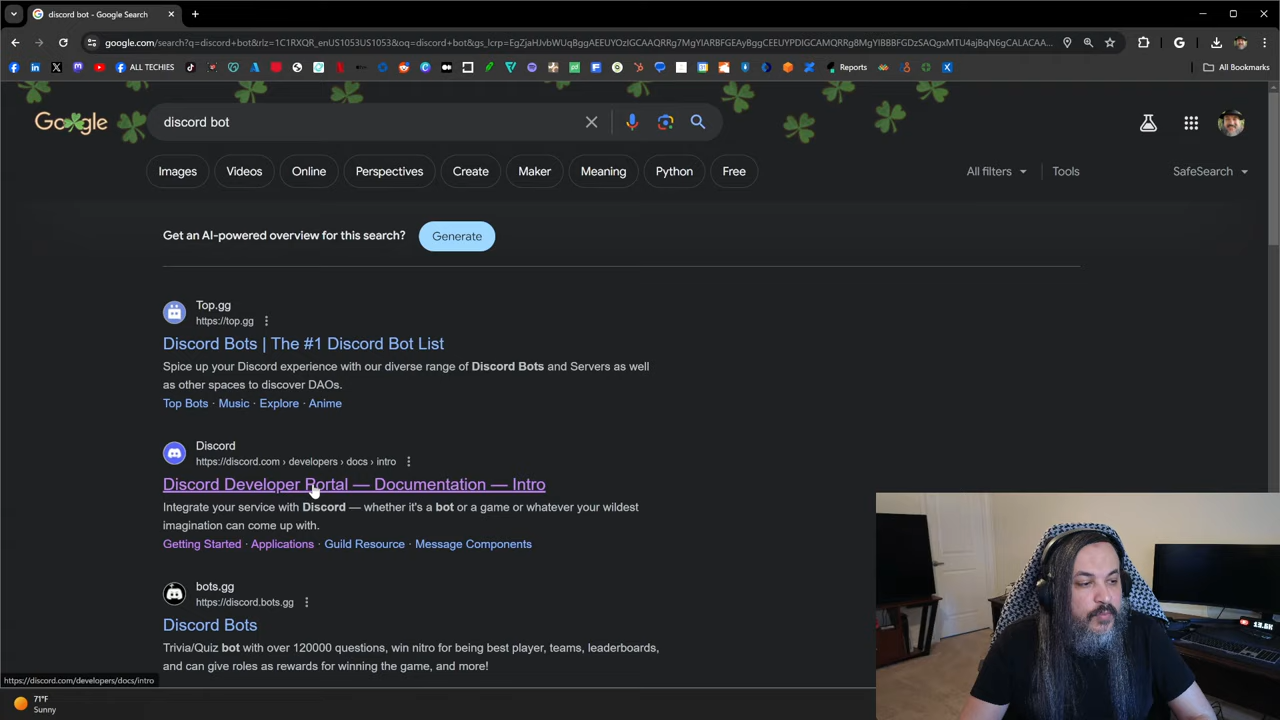 discord bot - Google Search
google.com/search?q=discord+bot&rlz=1C1RXQR_enUS1053US1053&oq=discord+bot&gs_lcrp=
ALL TECHIES
Reports
All Bookmarks
Google
discord bot
Images
Videos
Online
Perspectives
Create
Maker
Meaning
Python
Free
All filters
Tools
SafeSearch
Get an AI-powered overview for this search?
Generate
Top.gg
https://top.gg
Discord Bots | The #1 Discord Bot List
Spice up your Discord experience with our diverse range of Discord Bots and Servers as well
as other spaces to discover DAOs.
Top Bots · Music · Explore · Anime
Discord
https://discord.com › developers › docs › intro
Discord Developer Portal — Documentation — Intro
Integrate your service with Discord — whether it's a bot or a game or whatever your wildest
imagination can come up with.
Getting Started · Applications · Guild Resource · Message Components
bots.gg
https://discord.bots.gg
Discord Bots
Trivia/Quiz bot with over 120000 questions, win nitro for being best player, teams, leaderboards,
and can give roles as rewards for winning the game, and more!
https://discord.com/developers/docs/intro
71°F
Sunny